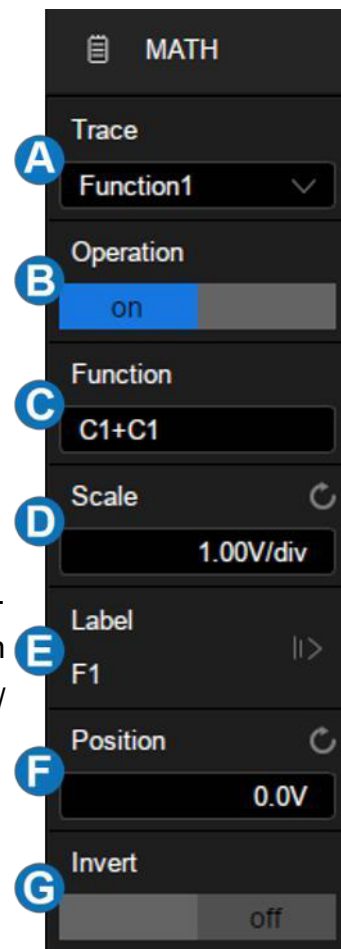 MATH
A
Trace
Function1
B
Operation
on
C
Function
C1+C1
D
Scale
1.00V/div
E
Label
F1
F
Position
0.0V
G
Invert
off